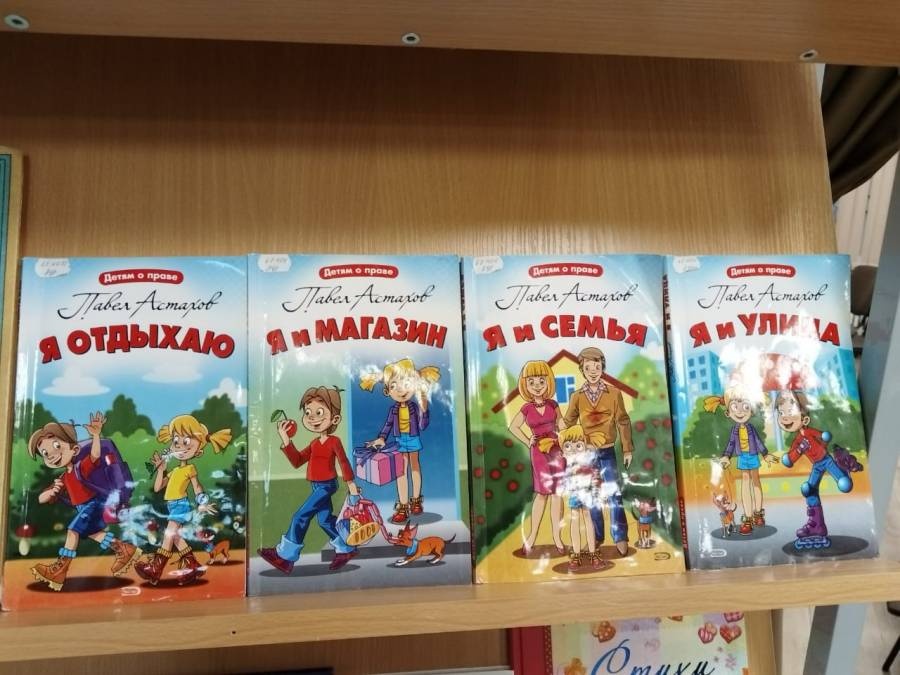 Детям о праве
Павел Астахов
Я ОТДЫХАЮ
Детям о праве
Павел Астахов
Я и МАГАЗИН
Детям о праве
Павел Астахов
Я и СЕМЬЯ
Детям о праве
Павел Астахов
Я и УЛИЦА
Стихи